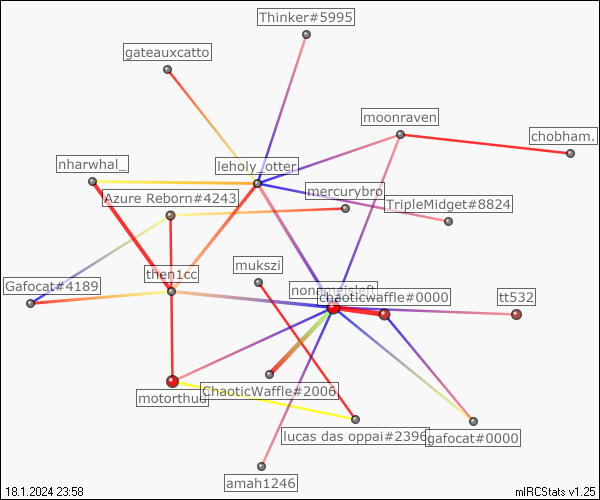 Thinker#5995
gateauxcatto
moonraven
chobham.
nharwhal_
leholy_otter
mercurybro
Azure Reborn#4243
TripleMidget#8824
mukszi
then1cc
Gafocat#4189
chaoticwaffle#0000
tt532
motorthud
ChaoticWaffle#2006
lucas das oppai#2396
gafocat#0000
amah1246
18.1.2024 23:58
mIRCStats v1.25